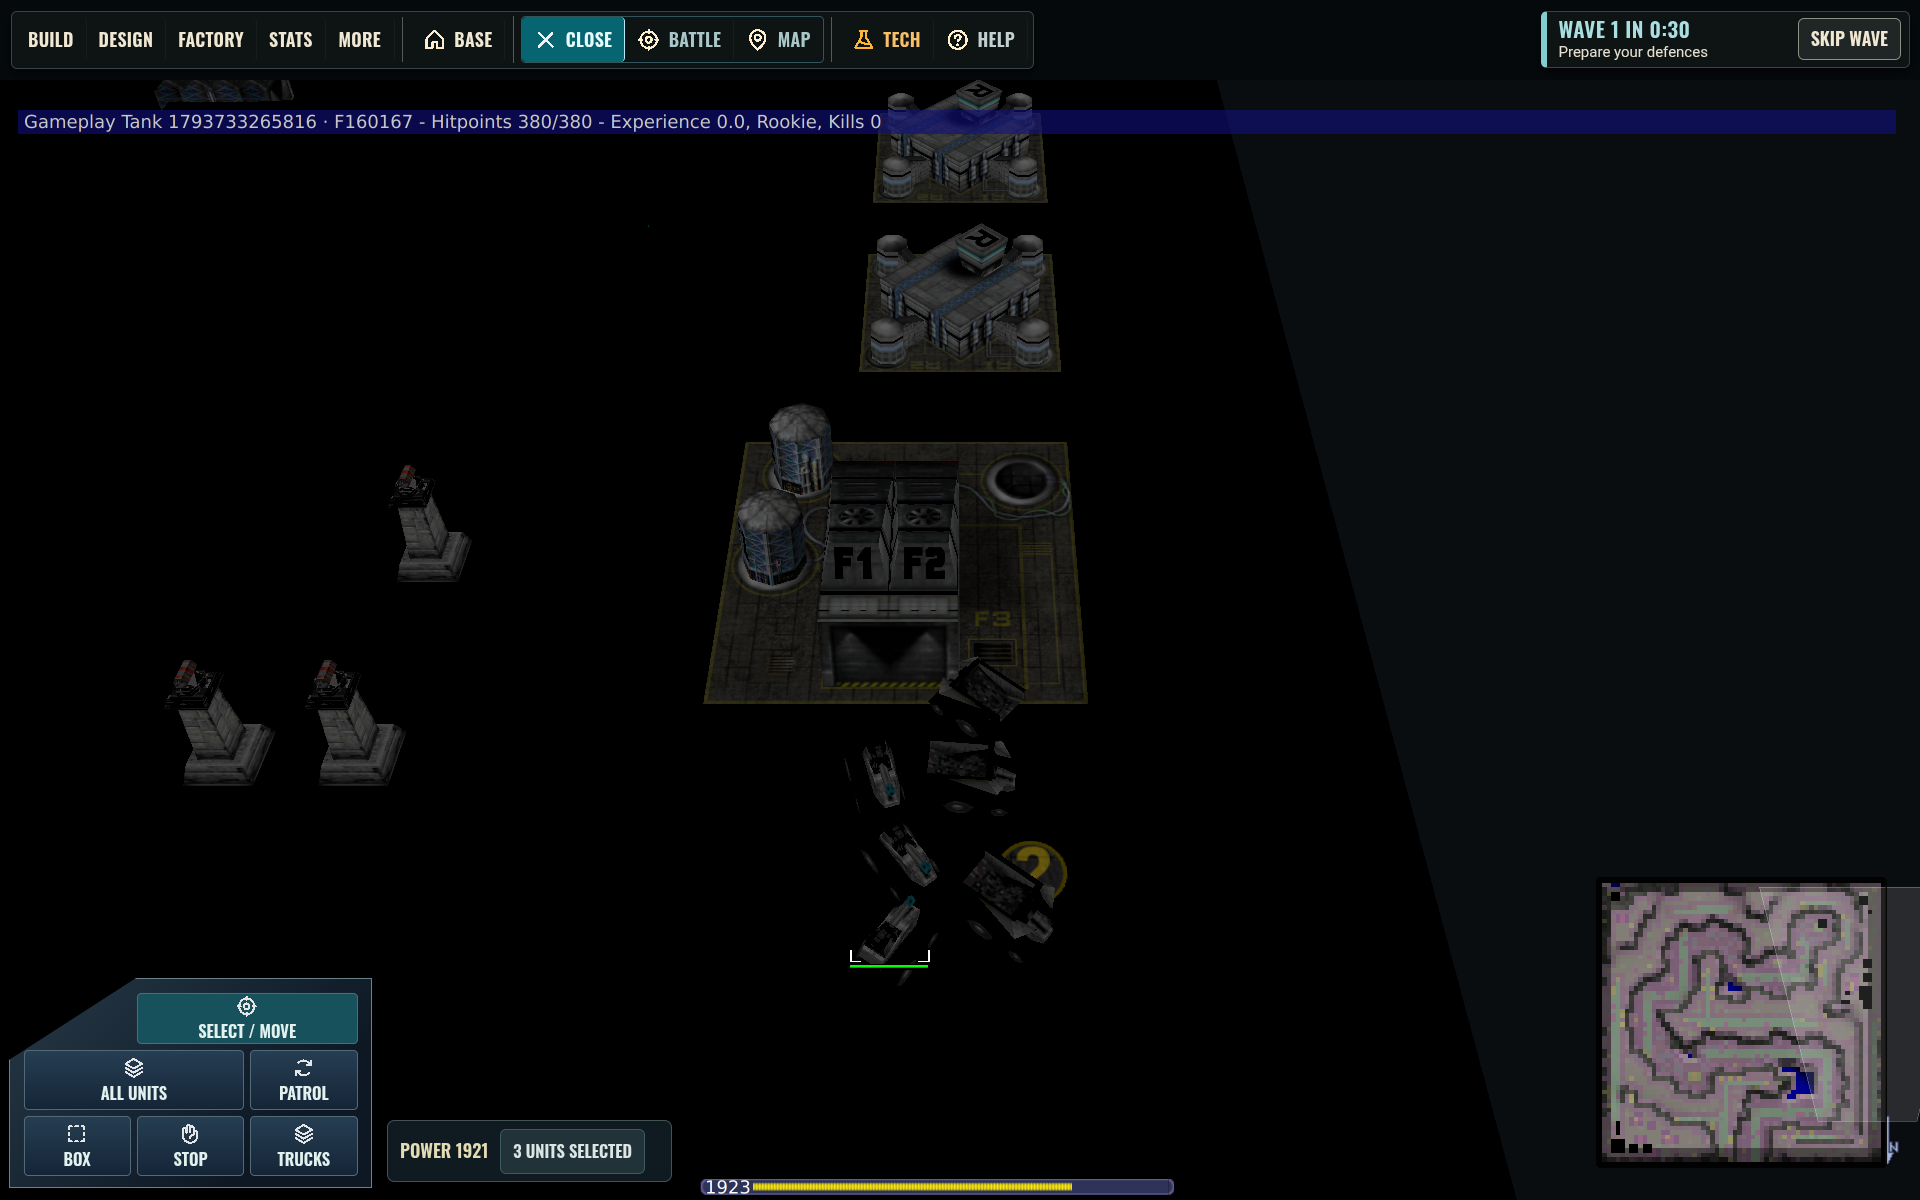 BUILD DESIGN FACTORY STATS MORE BASE CLOSE BATTLE MAP TECH HELP
WAVE 1 IN 0:30
Prepare your defences
SKIP WAVE
Gameplay Tank 1793733265816 · F160167 - Hitpoints 380/380 - Experience 0.0, Rookie, Kills 0
R
R
F1 F2
F3
2
SELECT / MOVE
ALL UNITS PATROL
BOX STOP TRUCKS
POWER 1921 3 UNITS SELECTED
1923
N